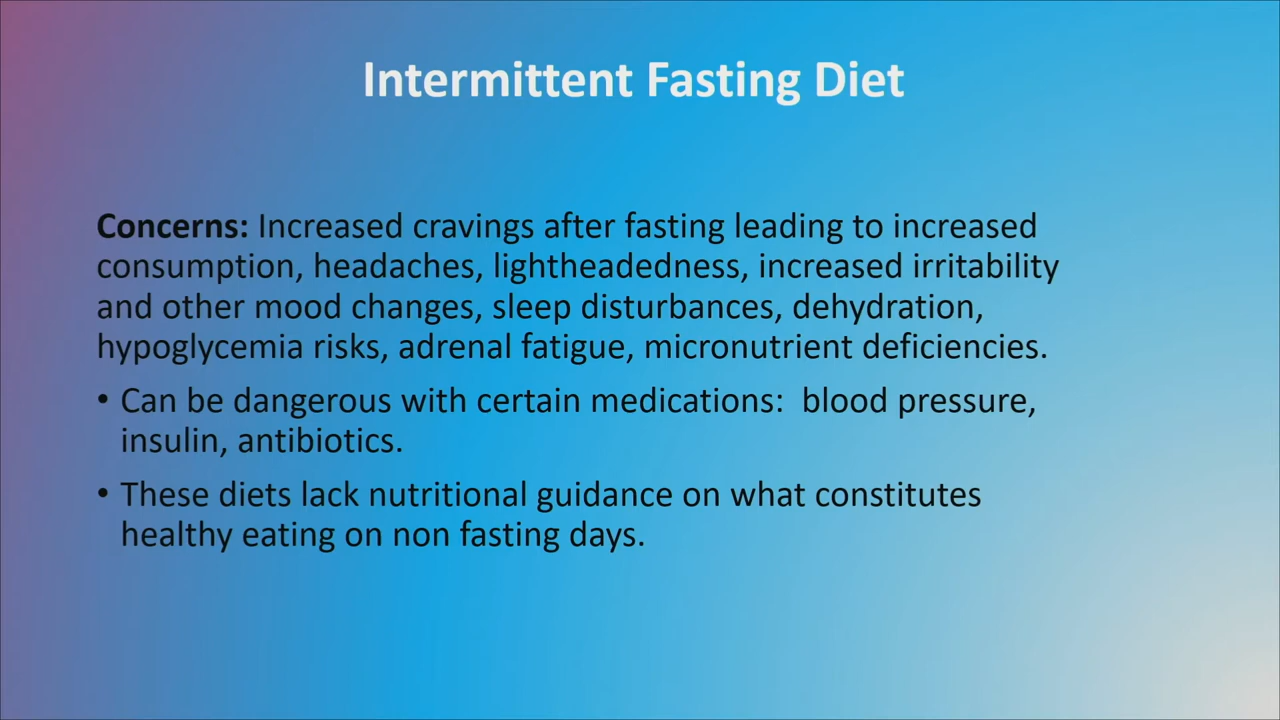 Intermittent Fasting Diet
Concerns: Increased cravings after fasting leading to increased
consumption, headaches, lightheadedness, increased irritability
and other mood changes, sleep disturbances, dehydration,
hypoglycemia risks, adrenal fatigue, micronutrient deficiencies.
• Can be dangerous with certain medications:  blood pressure,
insulin, antibiotics.
• These diets lack nutritional guidance on what constitutes
healthy eating on non fasting days.